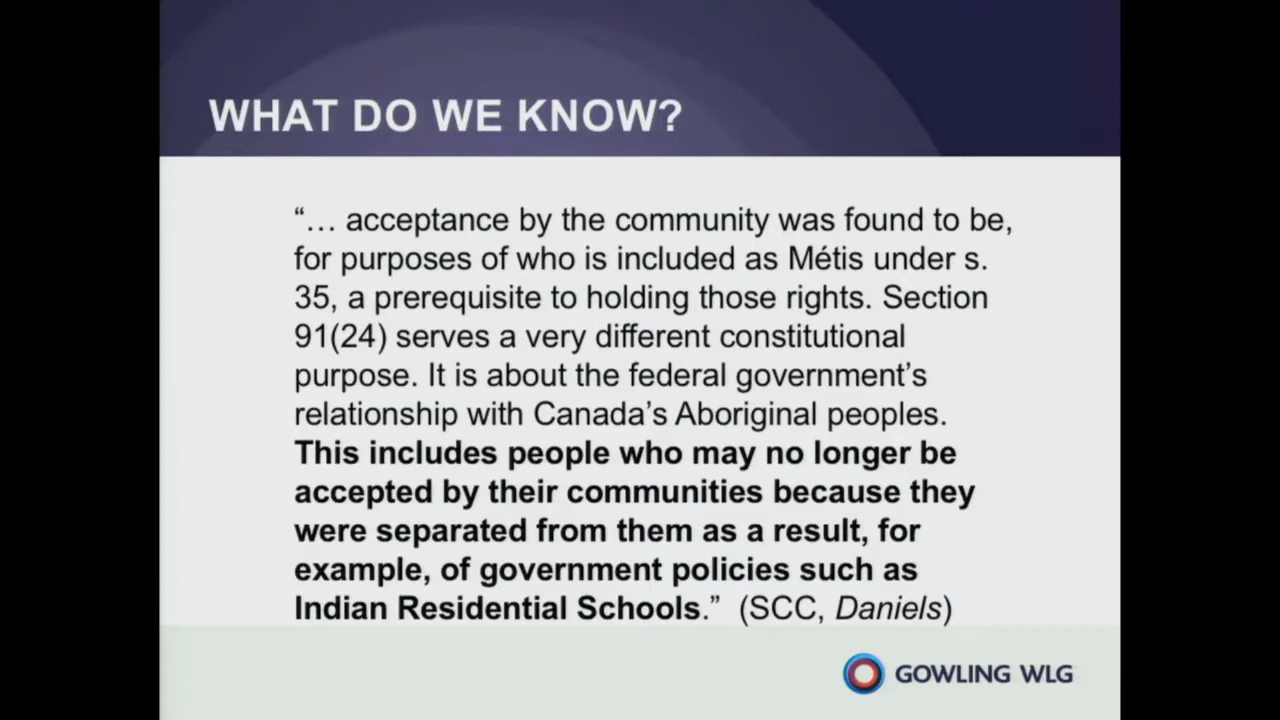 WHAT DO WE KNOW?
“… acceptance by the community was found to be,
for purposes of who is included as Métis under s.
35, a prerequisite to holding those rights. Section
91(24) serves a very different constitutional
purpose. It is about the federal government’s
relationship with Canada’s Aboriginal peoples.
This includes people who may no longer be
accepted by their communities because they
were separated from them as a result, for
example, of government policies such as
Indian Residential Schools.” (SCC, Daniels)
GOWLING WLG